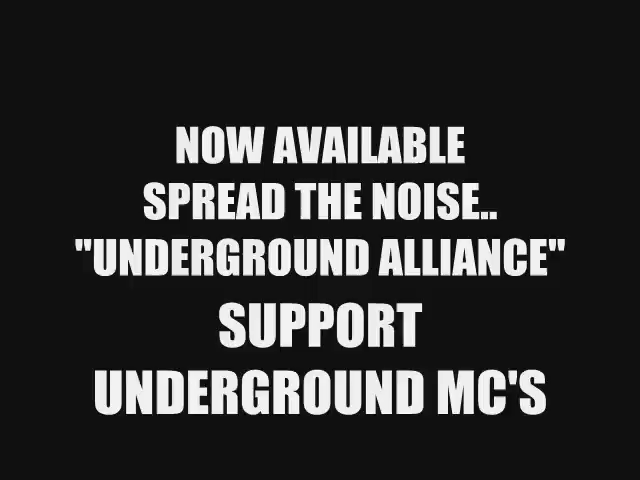 NOW AVAILABLE
SPREAD THE NOISE..
"UNDERGROUND ALLIANCE"
SUPPORT
UNDERGROUND MC'S